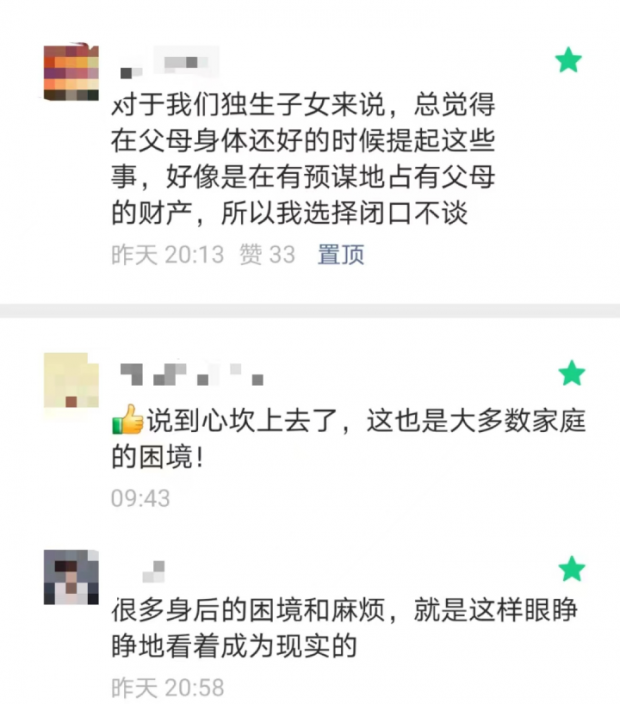 对于我们独生子女来说，总觉得
在父母身体还好的时候提起这些
事，好像是在有预谋地占有父母
的财产，所以我选择闭口不谈
昨天 20:13 赞 33 置顶
👍说到心坎上去了，这也是大多数家庭
的困境！
09:43
很多身后的困境和麻烦，就是这样眼睁
睁地看着成为现实的
昨天 20:58